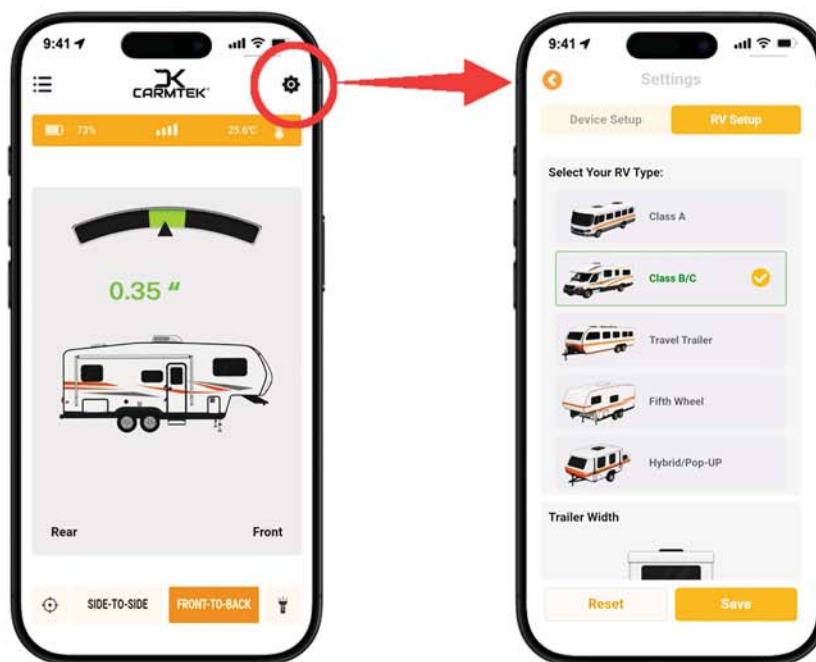 9:41
CARMTEK®
73%
25.6°C
0.35 "
Rear
Front
SIDE-TO-SIDE
FRONT-TO-BACK
9:41
Settings
Device Setup
RV Setup
Select Your RV Type:
Class A
Class B/C
Travel Trailer
Fifth Wheel
Hybrid/Pop-UP
Trailer Width
Reset
Save